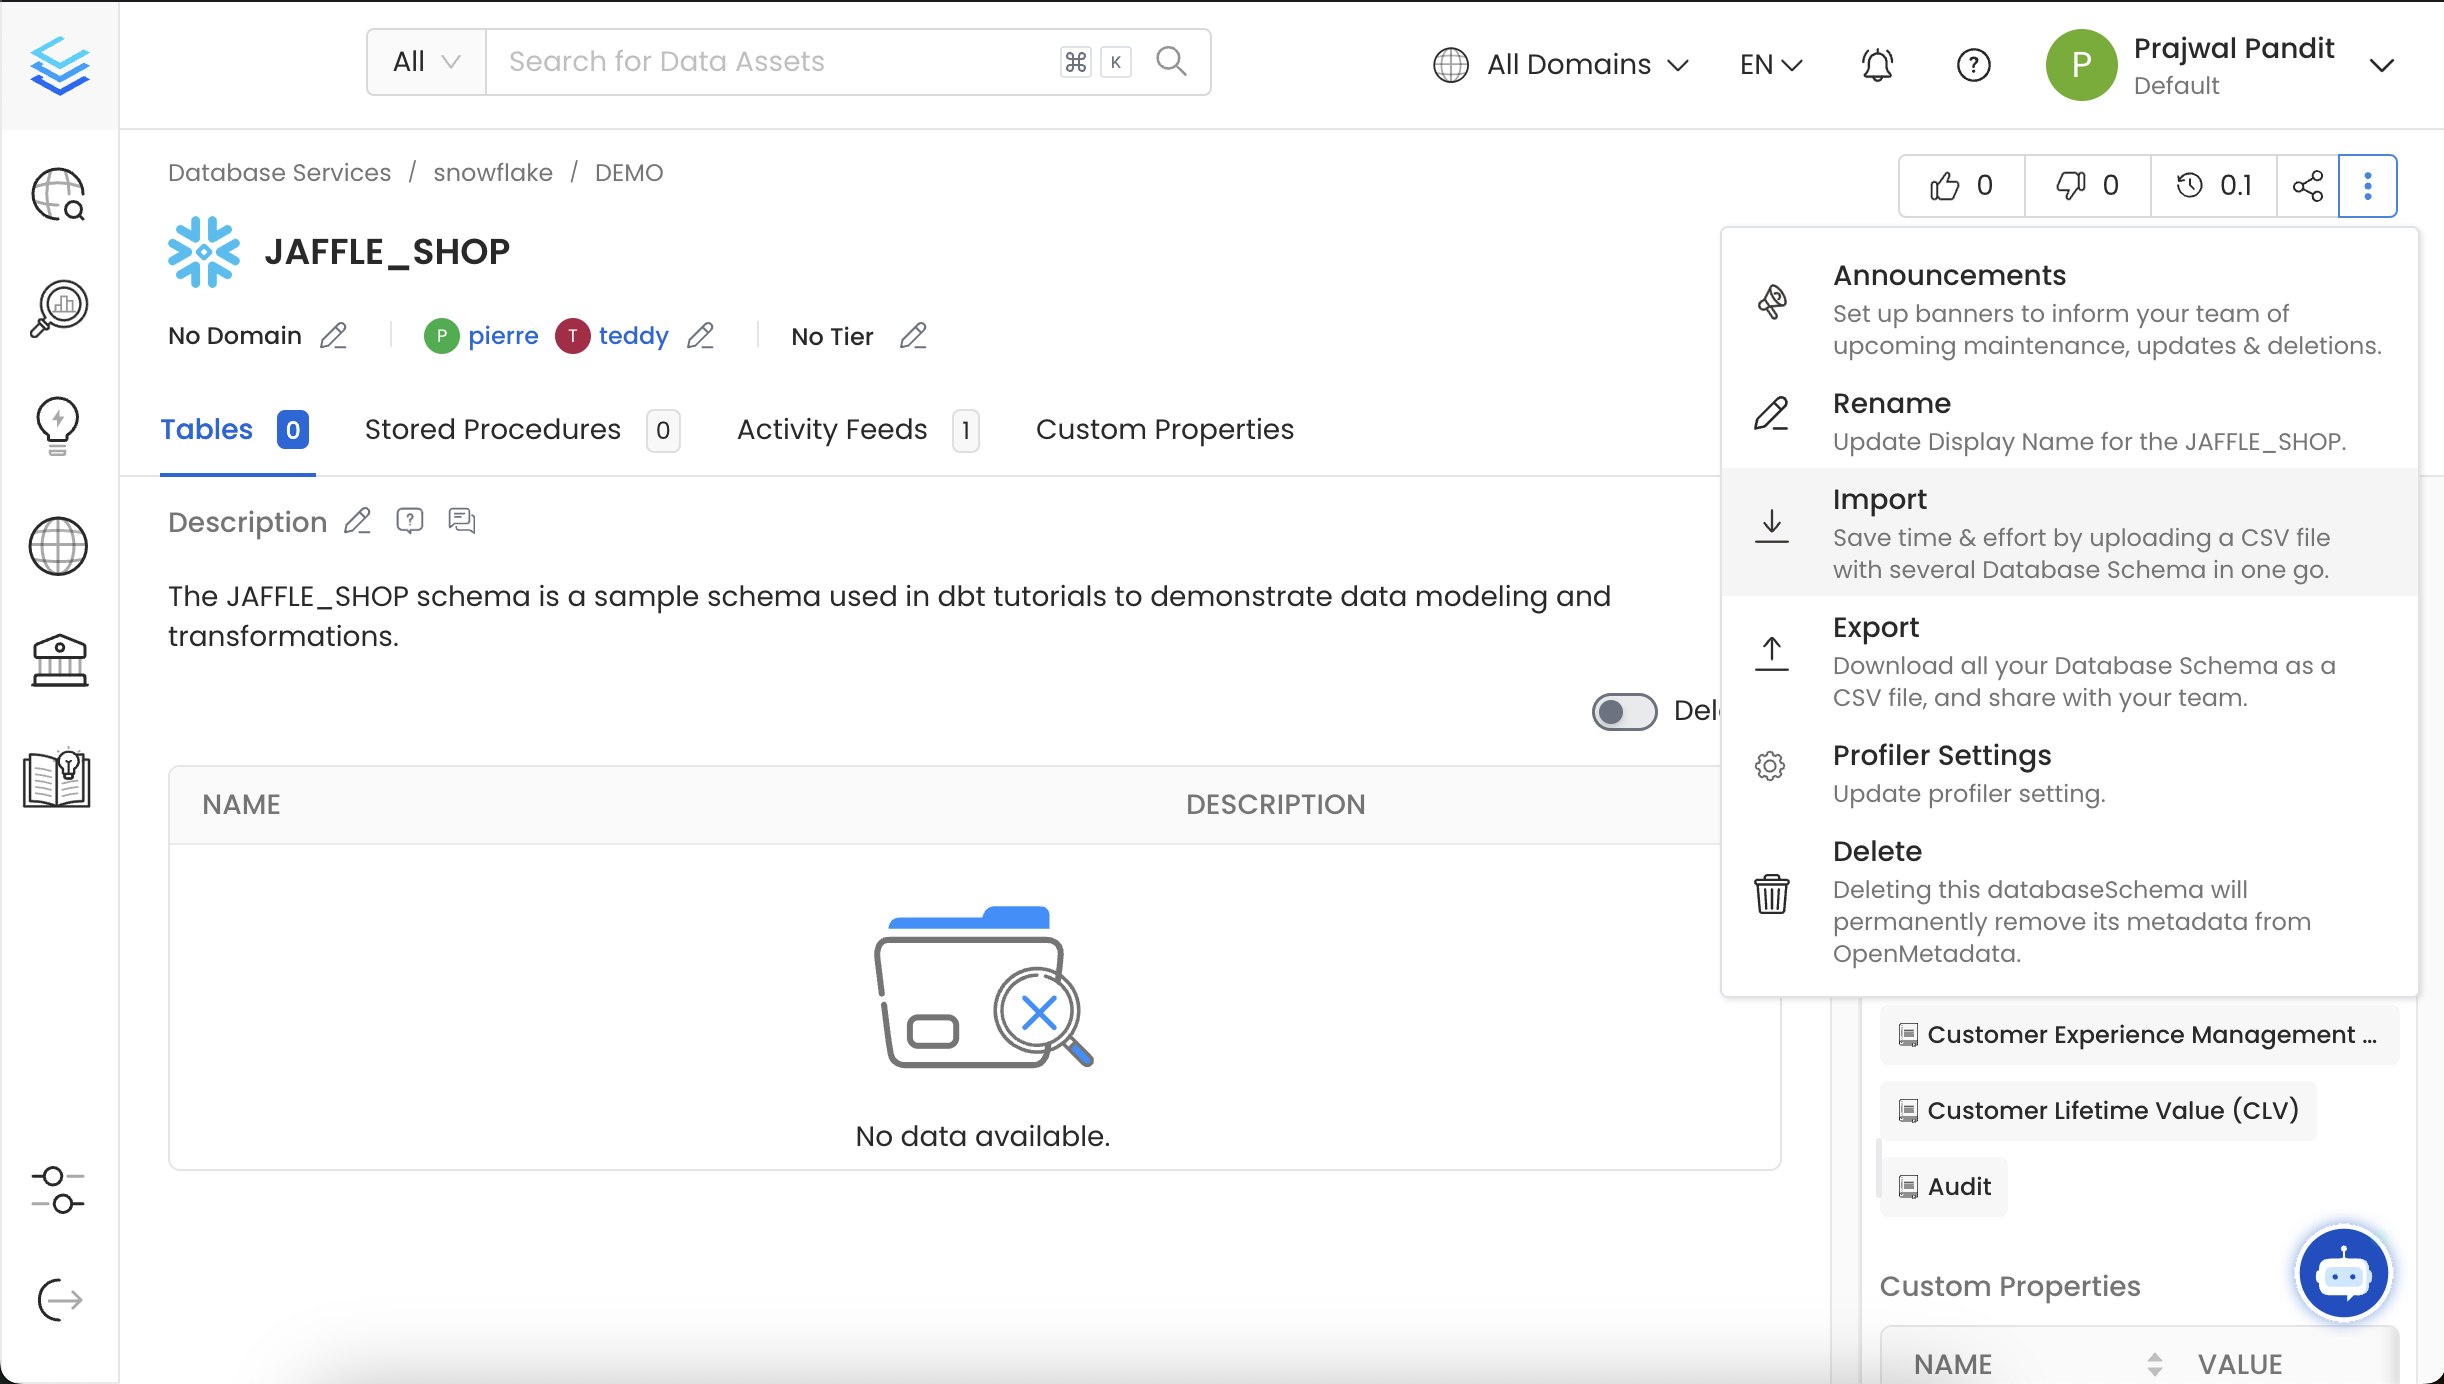 All
Search for Data Assets
⌘ K
All Domains
EN
?
P
Prajwal Pandit
Default
Database Services / snowflake / DEMO
0
0
0.1
JAFFLE_SHOP
No Domain
P pierre T teddy
No Tier
Tables 0
Stored Procedures 0
Activity Feeds 1
Custom Properties
Description
The JAFFLE_SHOP schema is a sample schema used in dbt tutorials to demonstrate data modeling and
transformations.
NAME
DESCRIPTION
No data available.
Announcements
Set up banners to inform your team of
upcoming maintenance, updates & deletions.
Rename
Update Display Name for the JAFFLE_SHOP.
Import
Save time & effort by uploading a CSV file
with several Database Schema in one go.
Export
Download all your Database Schema as a
CSV file, and share with your team.
Profiler Settings
Update profiler setting.
Delete
Deleting this databaseSchema will
permanently remove its metadata from
OpenMetadata.
Customer Experience Management ...
Customer Lifetime Value (CLV)
Audit
Custom Properties
NAME
VALUE